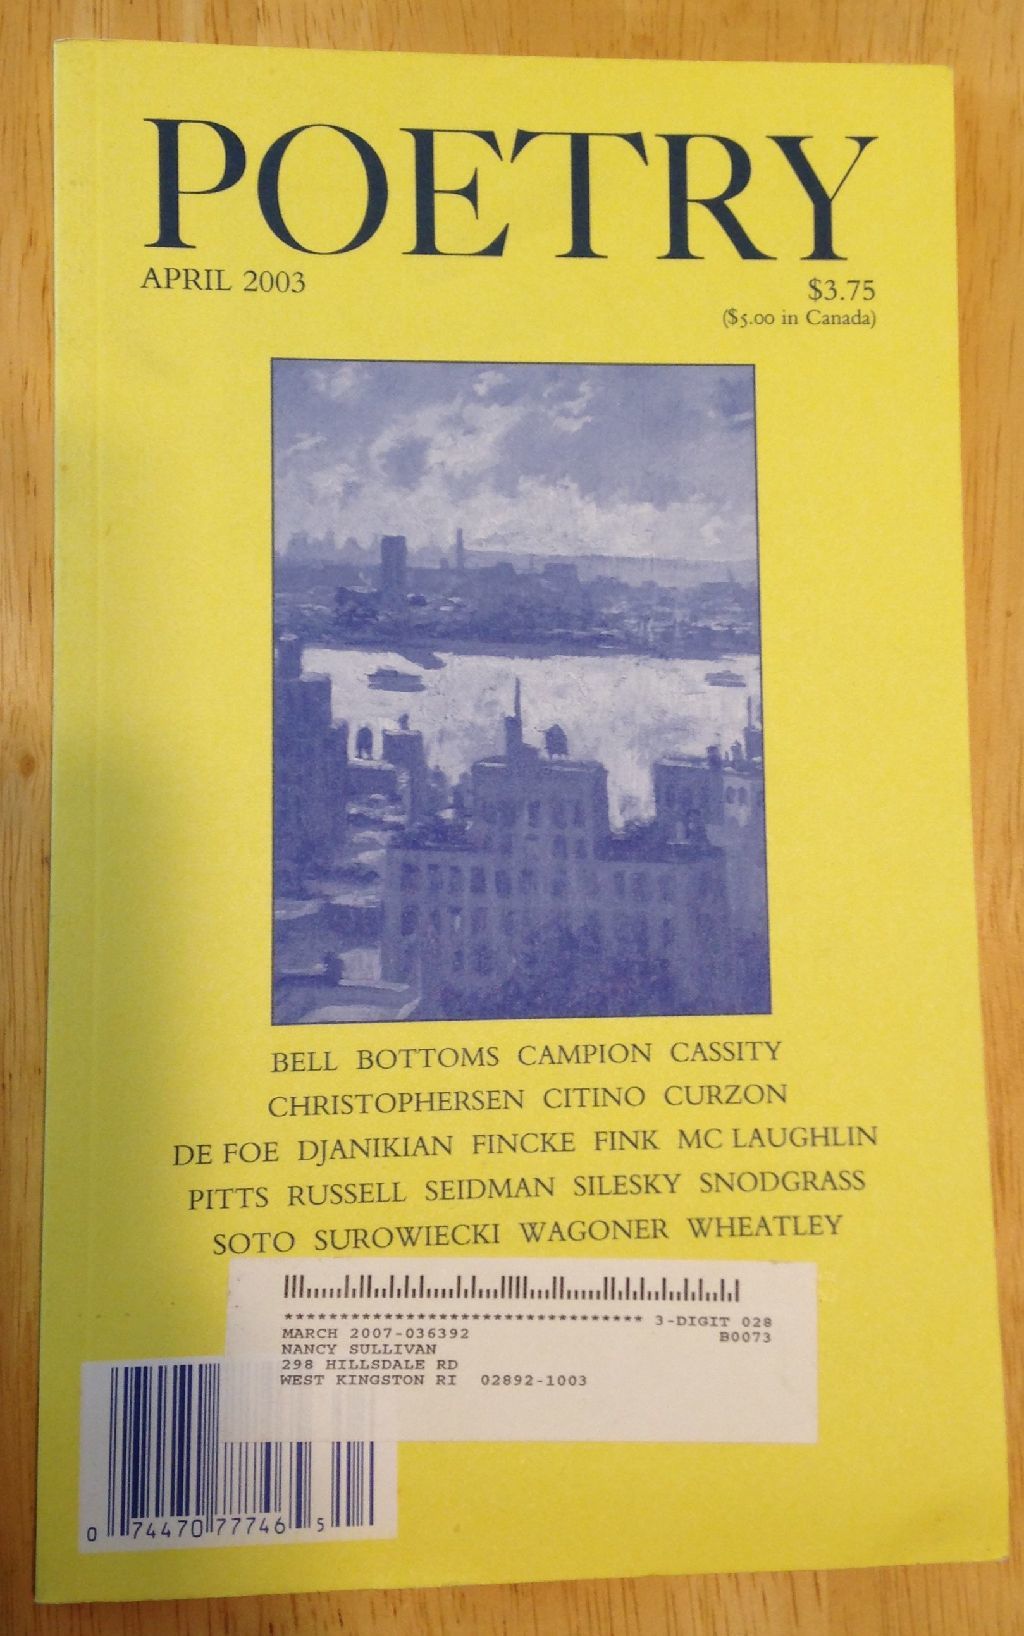 POETRY
APRIL 2003
$3.75
($5.00 in Canada)
BELL BOTTOMS CAMPION CASSITY
CHRISTOPHERSEN CITINO CURZON
DE FOE DJANIKIAN FINCKE FINK MC LAUGHLIN
PITTS RUSSELL SEIDMAN SILESKY SNODGRASS
SOTO SUROWIECKI WAGONER WHEATLEY
******************************** 3-DIGIT 028
MARCH 2007-036392 B0073
NANCY SULLIVAN
298 HILLSDALE RD
WEST KINGSTON RI 02892-1003
0 74470 77746 5